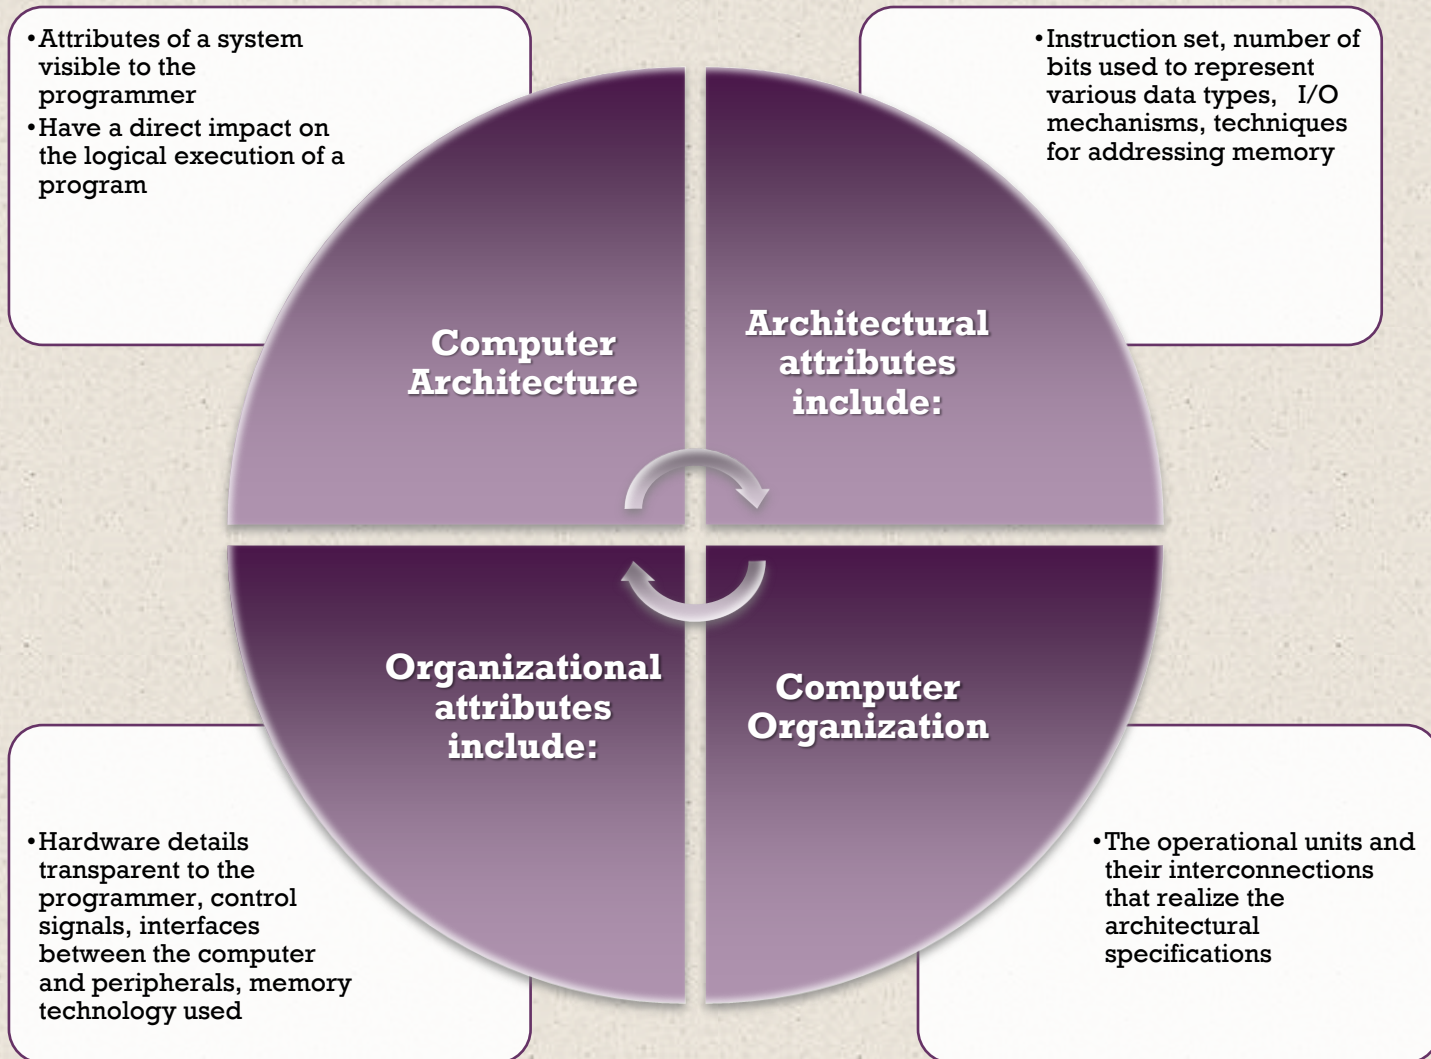 •Attributes of a system
visible to the
programmer
•Have a direct impact on
the logical execution of a
program
•Instruction set, number of
bits used to represent
various data types, I/O
mechanisms, techniques
for addressing memory
Computer
Architecture
Architectural
attributes
include:
Organizational
attributes
include:
Computer
Organization
•Hardware details
transparent to the
programmer, control
signals, interfaces
between the computer
and peripherals, memory
technology used
•The operational units and
their interconnections
that realize the
architectural
specifications